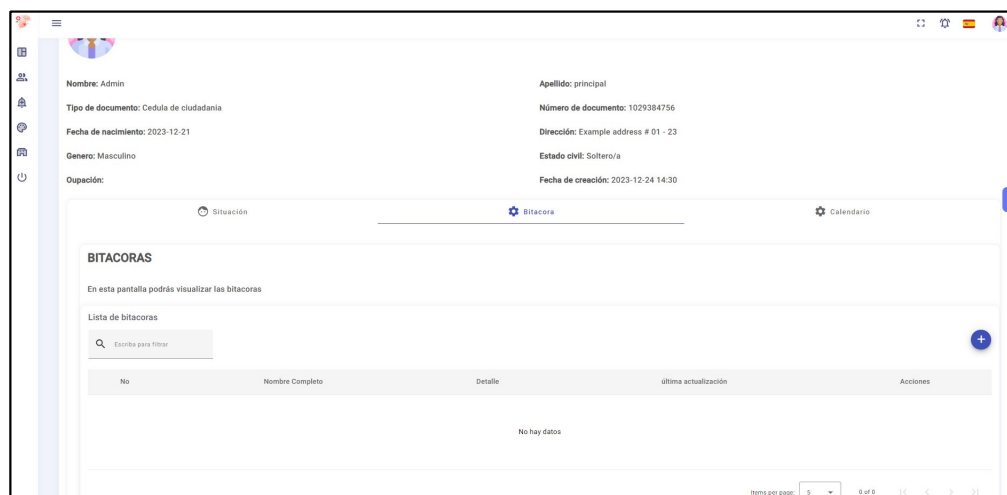 Nombre: Admin
Apellido: principal
Tipo de documento: Cedula de ciudadania
Número de documento: 1029384756
Fecha de nacimiento: 2023-12-21
Dirección: Example address # 01 - 23
Genero: Masculino
Estado civil: Soltero/a
Oupación:
Fecha de creación: 2023-12-24 14:30
Situación
Bitacora
Calendario
BITACORAS
En esta pantalla podrás visualizar las bitacoras
Lista de bitacoras
Escriba para filtrar
No Nombre Completo Detalle última actualización Acciones
No hay datos
Items per page: 5 0 of 0